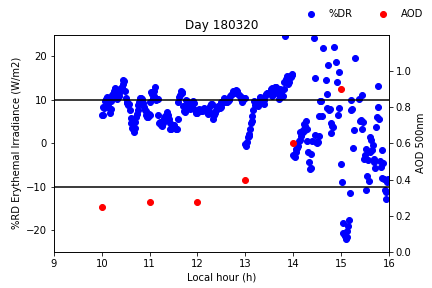 %DR AOD
Day 180320
%RD Erythemal Irradiance (W/m2)
20
10
0
−10
−20
1.0
0.8
0.6
0.4
0.2
0.0
AOD 500nm
9 10 11 12 13 14 15 16
Local hour (h)